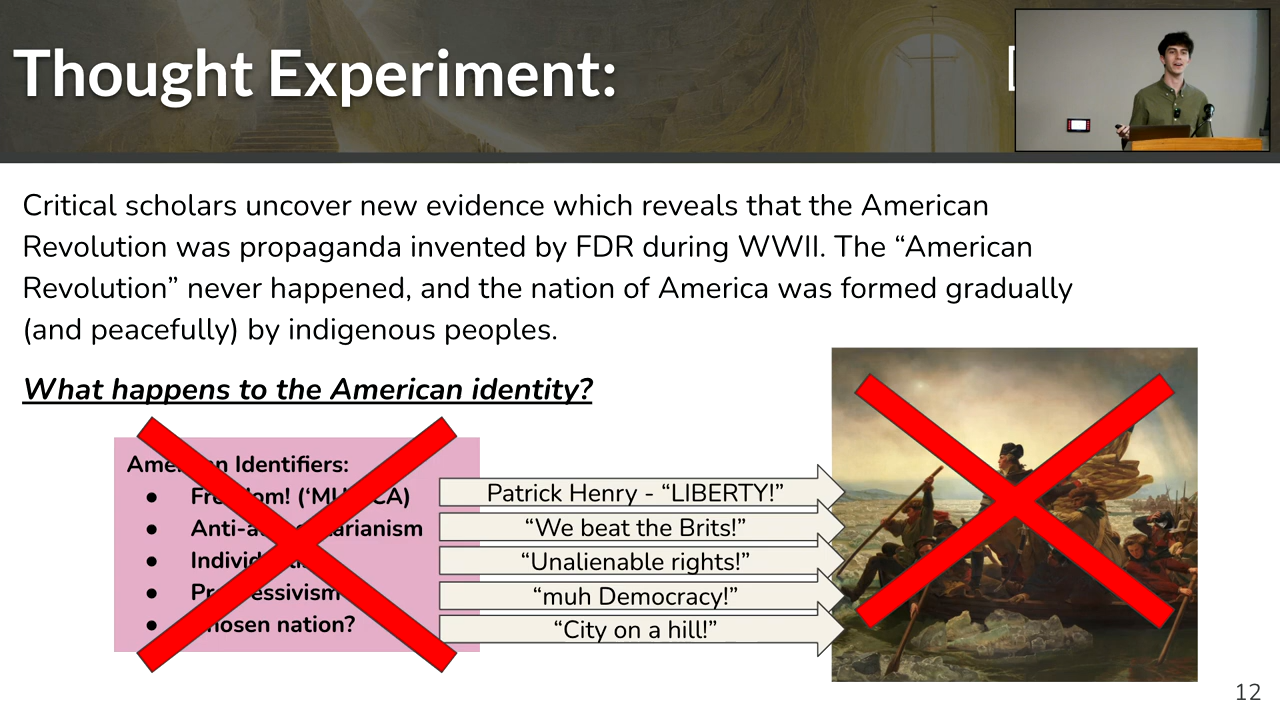 Thought Experiment:
Critical scholars uncover new evidence which reveals that the American
Revolution was propaganda invented by FDR during WWII. The “American
Revolution” never happened, and the nation of America was formed gradually
(and peacefully) by indigenous peoples.
What happens to the American identity?
Identifiers:
●
● Anti-
●
●
● nation?
Patrick Henry - “LIBERTY!”
“We beat the Brits!”
“Unalienable rights!”
“muh Democracy!”
“City on a hill!”
12